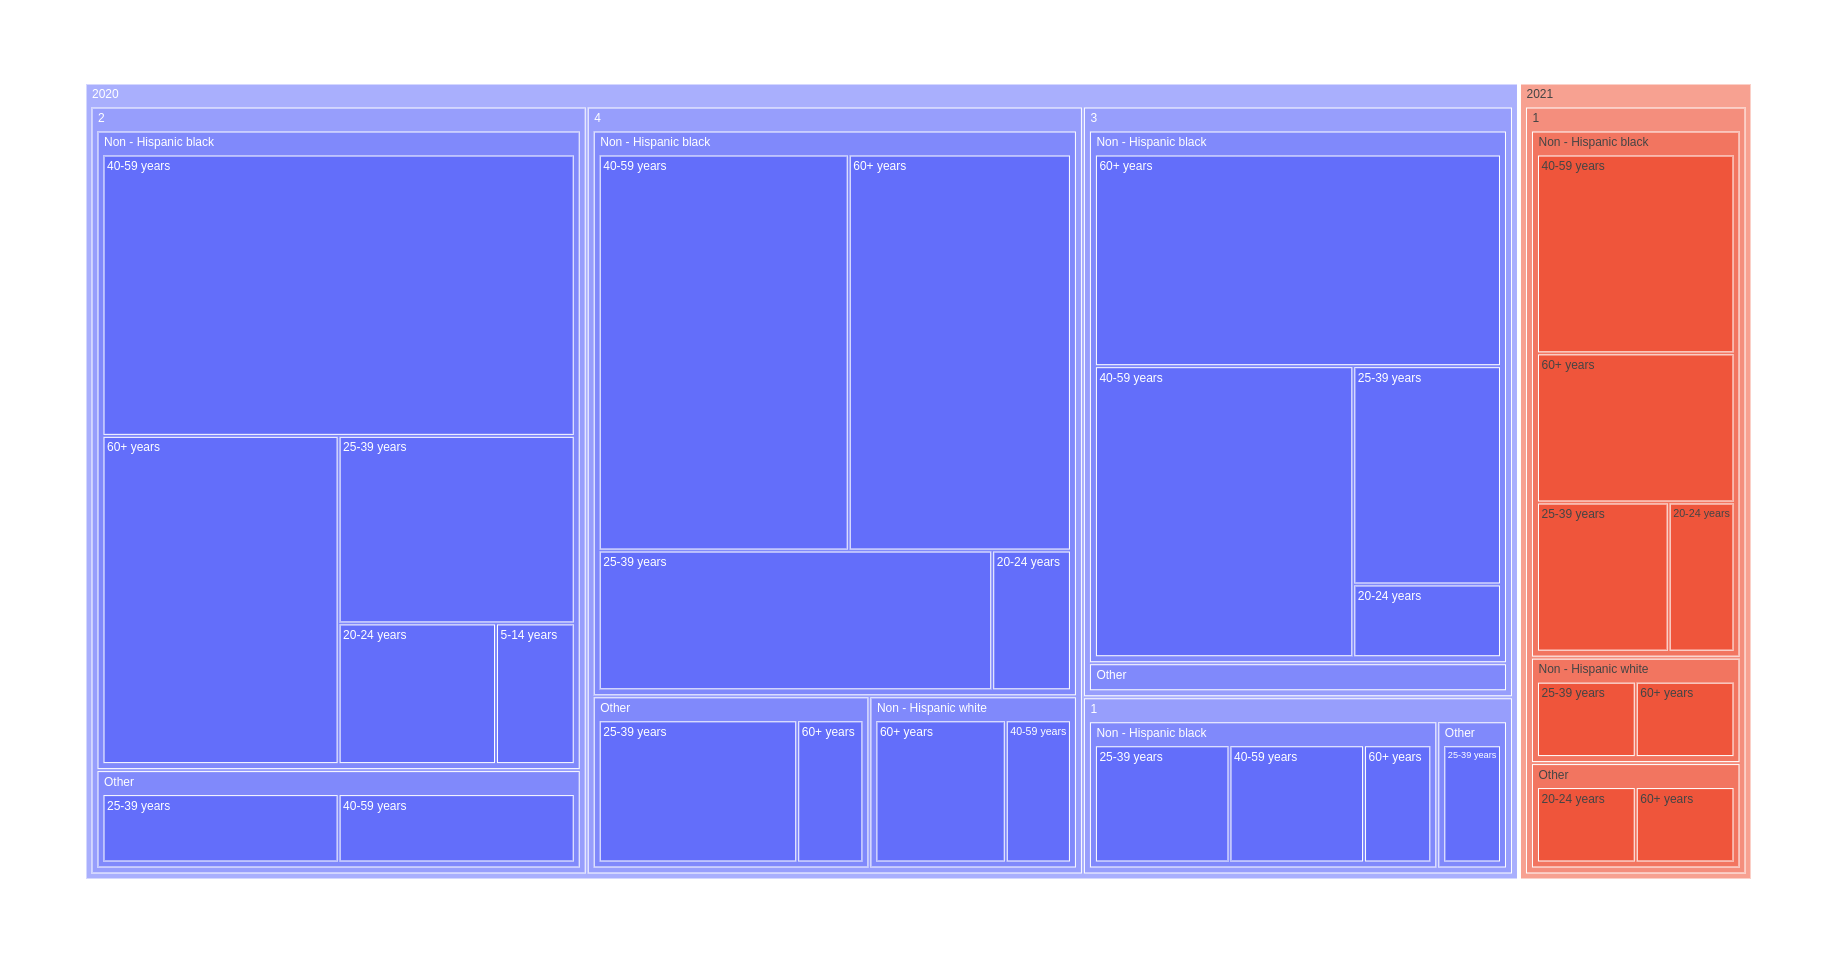 2020
2
Non - Hispanic black
40-59 years
60+ years
25-39 years
20-24 years
5-14 years
Other
25-39 years
40-59 years
4
Non - Hispanic black
40-59 years
60+ years
25-39 years
20-24 years
Other
25-39 years
60+ years
Non - Hispanic white
60+ years
40-59 years
3
Non - Hispanic black
60+ years
40-59 years
25-39 years
20-24 years
Other
1
Non - Hispanic black
25-39 years
40-59 years
60+ years
Other
25-39 years
2021
1
Non - Hispanic black
40-59 years
60+ years
25-39 years
20-24 years
Non - Hispanic white
25-39 years
60+ years
Other
20-24 years
60+ years